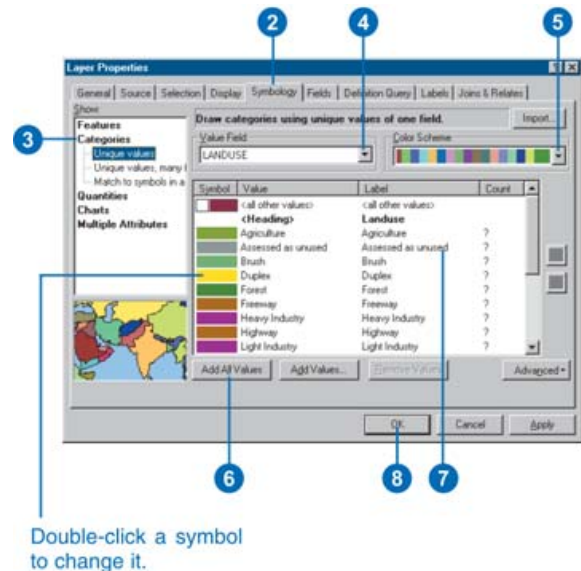 2
4
5
Layer Properties
General Source Selection Display Symbology Fields Definition Query Labels Joins & Relates
Show:
Features
Categories
Unique values
Unique values, many f
Match to symbols in a
Quantities
Charts
Multiple Attributes
3
Draw categories using unique values of one field.
Import...
Value Field
LANDUSE
Color Scheme
Symbol Value Label Count
<all other values> <all other values>
<Heading> Landuse
Agriculture Agriculture ?
Assessed as unused Assessed as unused ?
Brush Brush ?
Duplex Duplex ?
Forest Forest ?
Freeway Freeway ?
Heavy Industry Heavy Industry ?
Highway Highway ?
Light Industry Light Industry ?
Add All Values Add Values... Remove Values Advanced
OK Cancel Apply
6
8
7
Double-click a symbol
to change it.